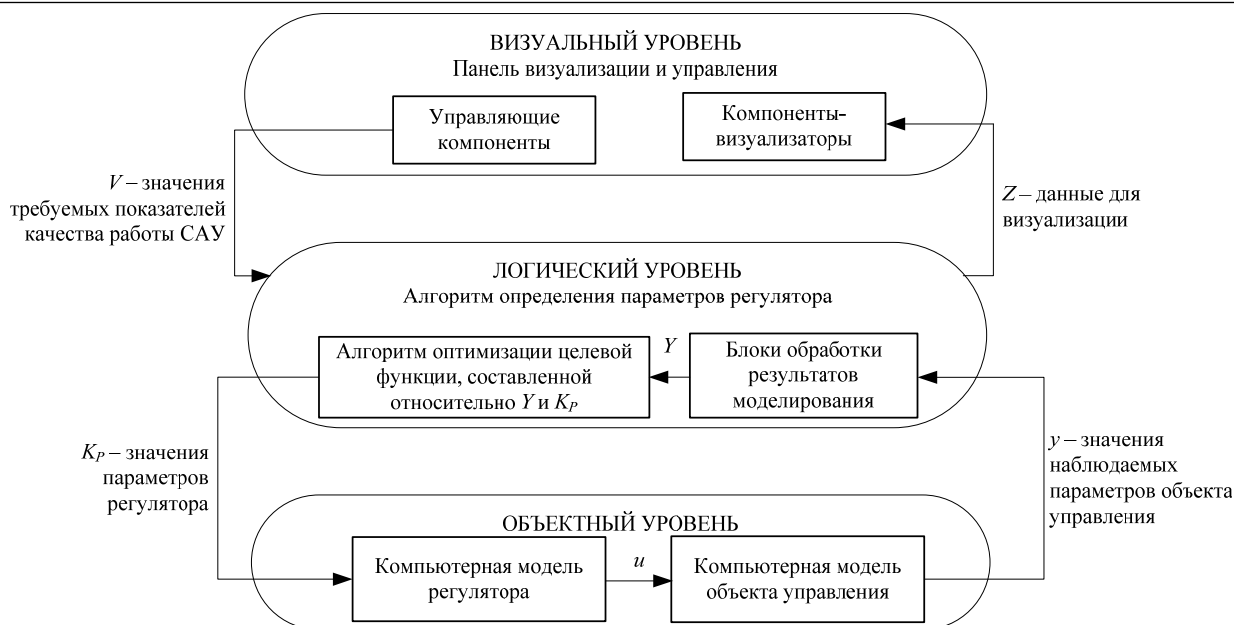 ВИЗУАЛЬНЫЙ УРОВЕНЬ
Панель визуализации и управления
Управляющие
компоненты
Компоненты-
визуализаторы
V – значения
требуемых показателей
качества работы САУ
Z – данные для
визуализации
ЛОГИЧЕСКИЙ УРОВЕНЬ
Алгоритм определения параметров регулятора
Алгоритм оптимизации целевой
функции, составленной
относительно Y и K_P
Y
Блоки обработки
результатов
моделирования
K_P – значения
параметров
регулятора
y – значения
наблюдаемых
параметров объекта
управления
ОБЪЕКТНЫЙ УРОВЕНЬ
Компьютерная модель
регулятора
u
Компьютерная модель
объекта управления